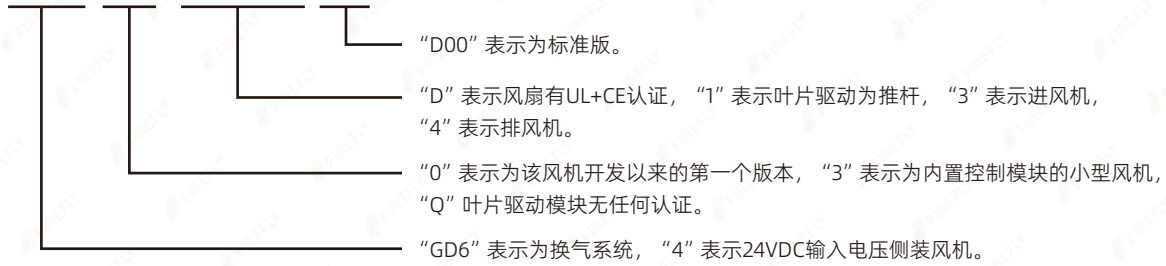 “D00”表示为标准版。
“D”表示风扇有UL+CE认证，“1”表示叶片驱动为推杆，“3”表示进风机，
“4”表示排风机。
“0”表示为该风机开发以来的第一个版本，“3”表示为内置控制模块的小型风机，
“Q”叶片驱动模块无任何认证。
“GD6”表示为换气系统，“4”表示24VDC输入电压侧装风机。
FIREFLY